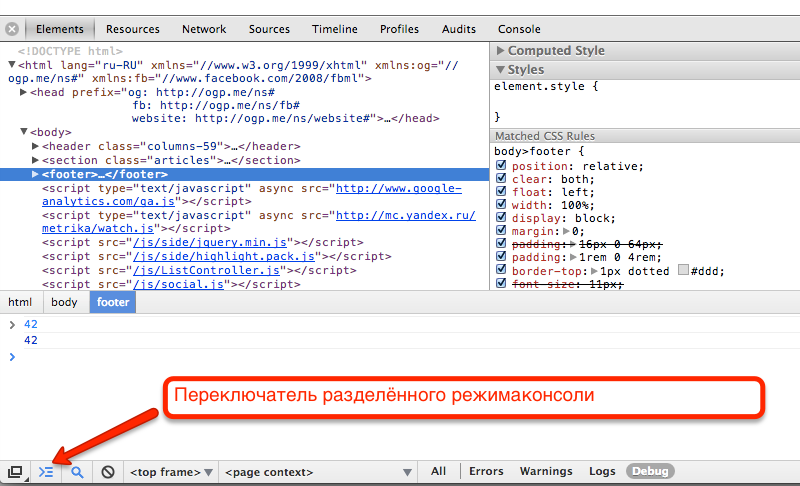 Elements Resources Network Sources Timeline Profiles Audits Console
<!DOCTYPE html>
<html lang="ru-RU" xmlns="//www.w3.org/1999/xhtml" xmlns:og="//
ogp.me/ns#" xmlns:fb="//www.facebook.com/2008/fbml">
<head prefix="og: http://ogp.me/ns#
fb: http://ogp.me/ns/fb#
website: http://ogp.me/ns/website#">…</head>
<body>
<header class="columns-59">…</header>
<section class="articles">…</section>
<footer>…</footer>
<script type="text/javascript" async src="http://www.google-
analytics.com/ga.js"></script>
<script type="text/javascript" async src="http://mc.yandex.ru/
metrika/watch.js"></script>
<script src="/js/side/jquery.min.js"></script>
<script src="/js/side/highlight.pack.js"></script>
<script src="/js/ListController.js"></script>
<script src="/js/social.js"></script>
Computed Style
Styles
element.style {
}
Matched CSS Rules
body>footer {
position: relative;
clear: both;
float: left;
width: 100%;
display: block;
margin: 0;
padding: 16px 0 64px;
padding: 1rem 0 4rem;
border-top: 1px dotted #ddd;
font-size: 11px;
html body footer
> 42
42
>
Переключатель разделённого режимаконсоли
<top frame> <page context> All Errors Warnings Logs Debug